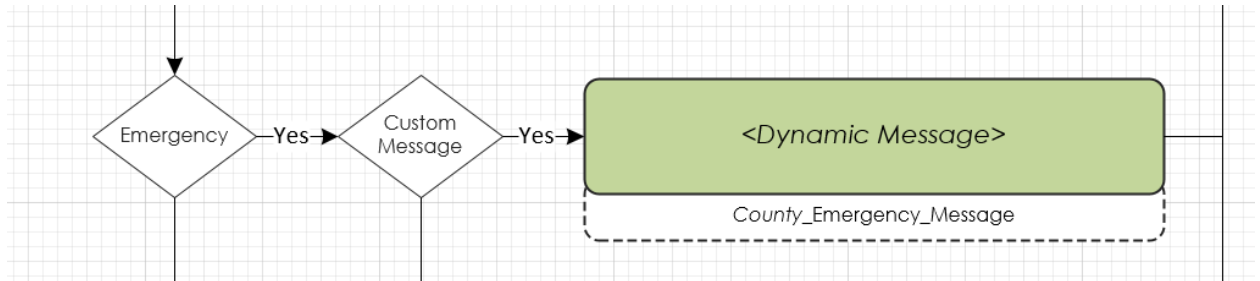 Emergency
Yes
Custom
Message
Yes
<Dynamic Message>
County_Emergency_Message